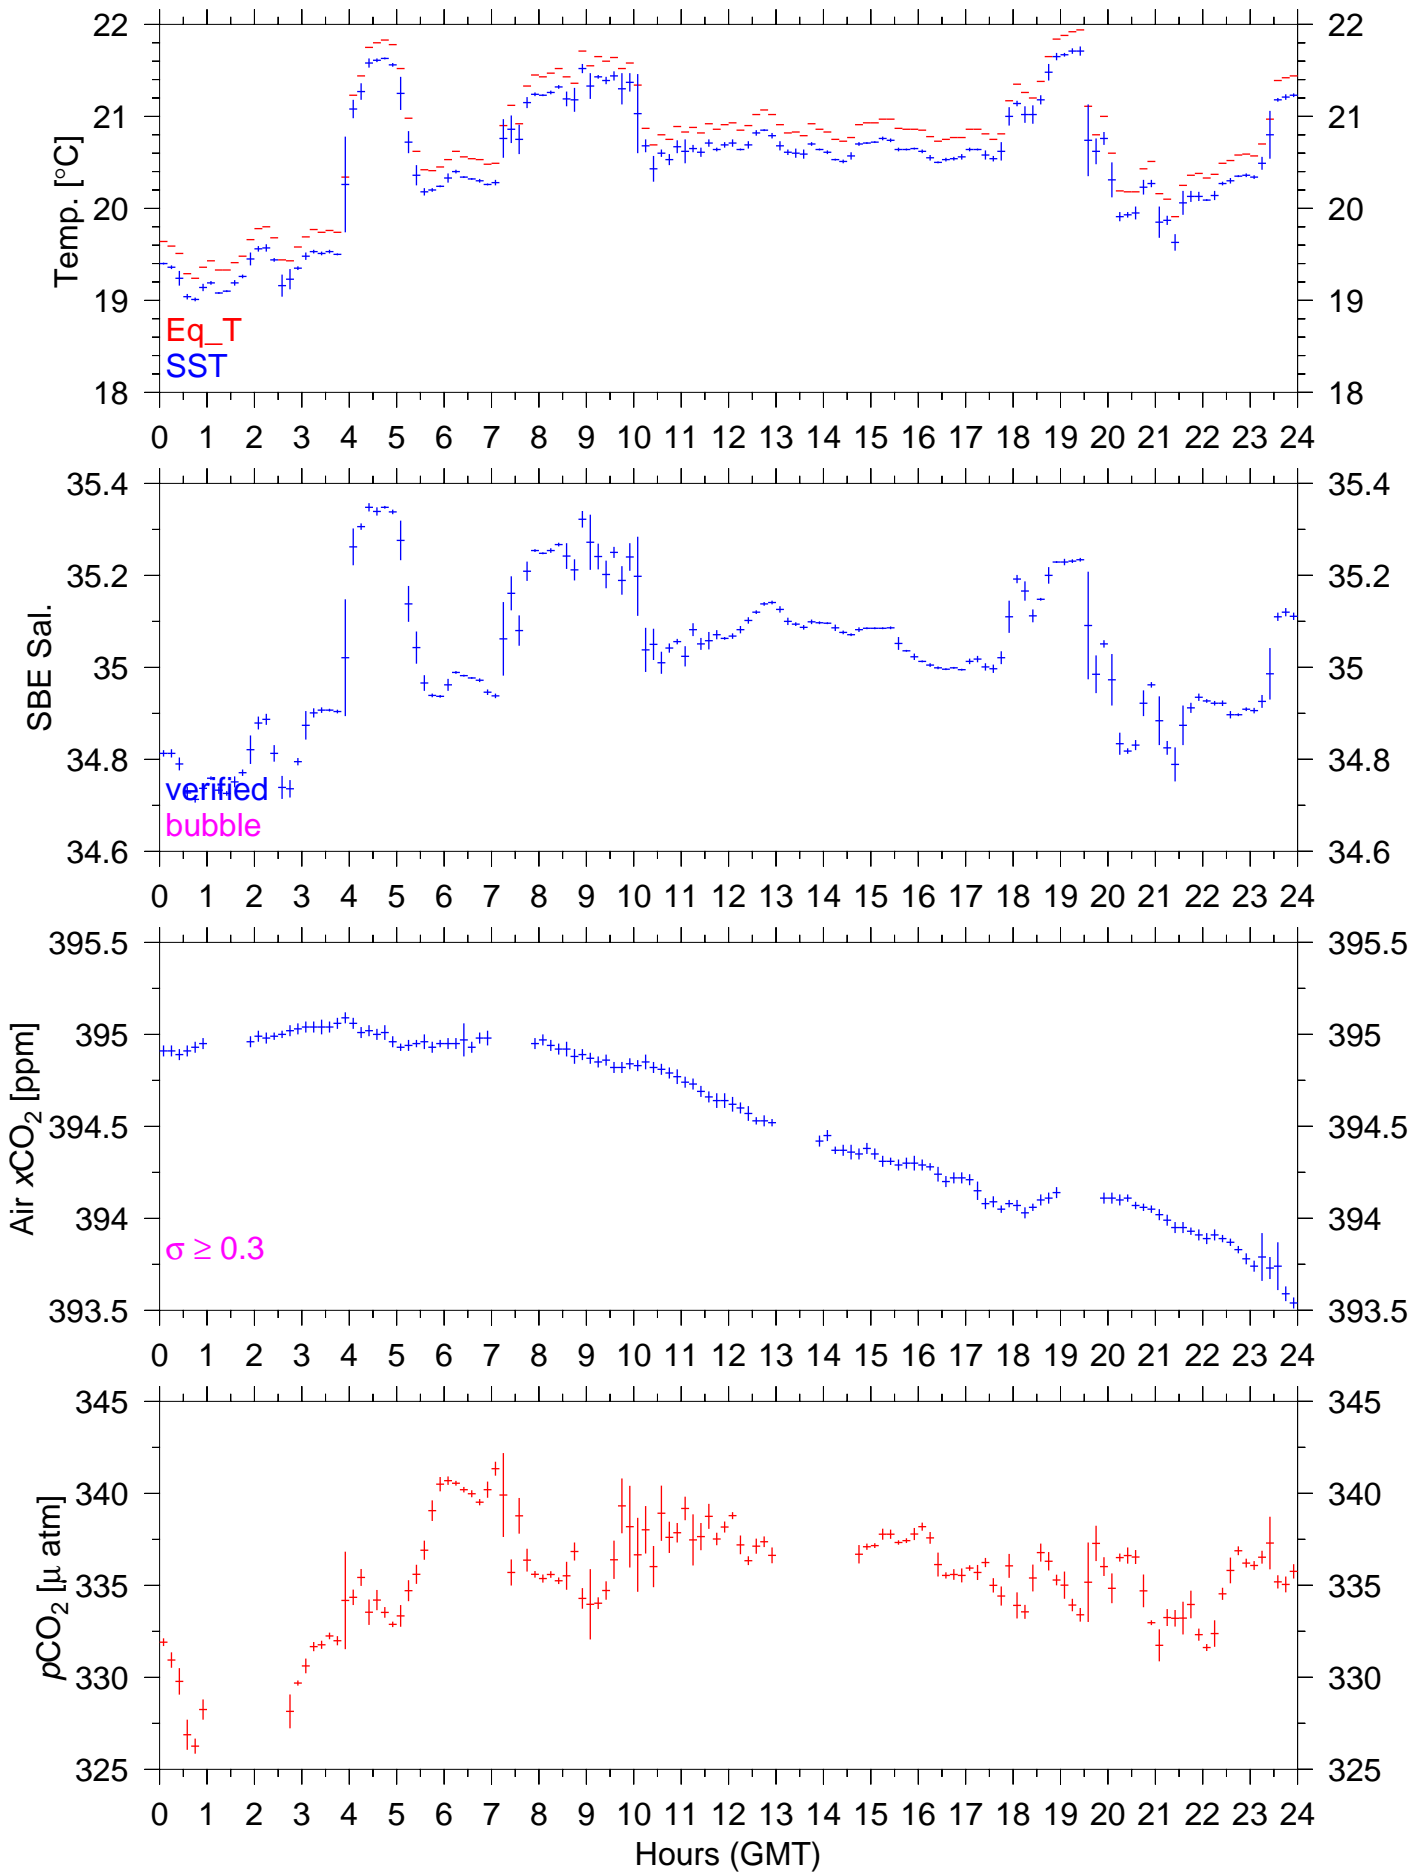 22 22
21 21
20 20
19 19
18 18
Temp. [°C]
Eq_T
SST
0 1 2 3 4 5 6 7 8 9 10 11 12 13 14 15 16 17 18 19 20 21 22 23 24
35.4 35.4
35.2 35.2
35 35
34.8 34.8
34.6 34.6
SBE Sal.
verified
bubble
0 1 2 3 4 5 6 7 8 9 10 11 12 13 14 15 16 17 18 19 20 21 22 23 24
395.5 395.5
395 395
394.5 394.5
394 394
393.5 393.5
Air xCO₂ [ppm]
σ ≥ 0.3
0 1 2 3 4 5 6 7 8 9 10 11 12 13 14 15 16 17 18 19 20 21 22 23 24
345 345
340 340
335 335
330 330
325 325
pCO₂ [μ atm]
0 1 2 3 4 5 6 7 8 9 10 11 12 13 14 15 16 17 18 19 20 21 22 23 24
Hours (GMT)